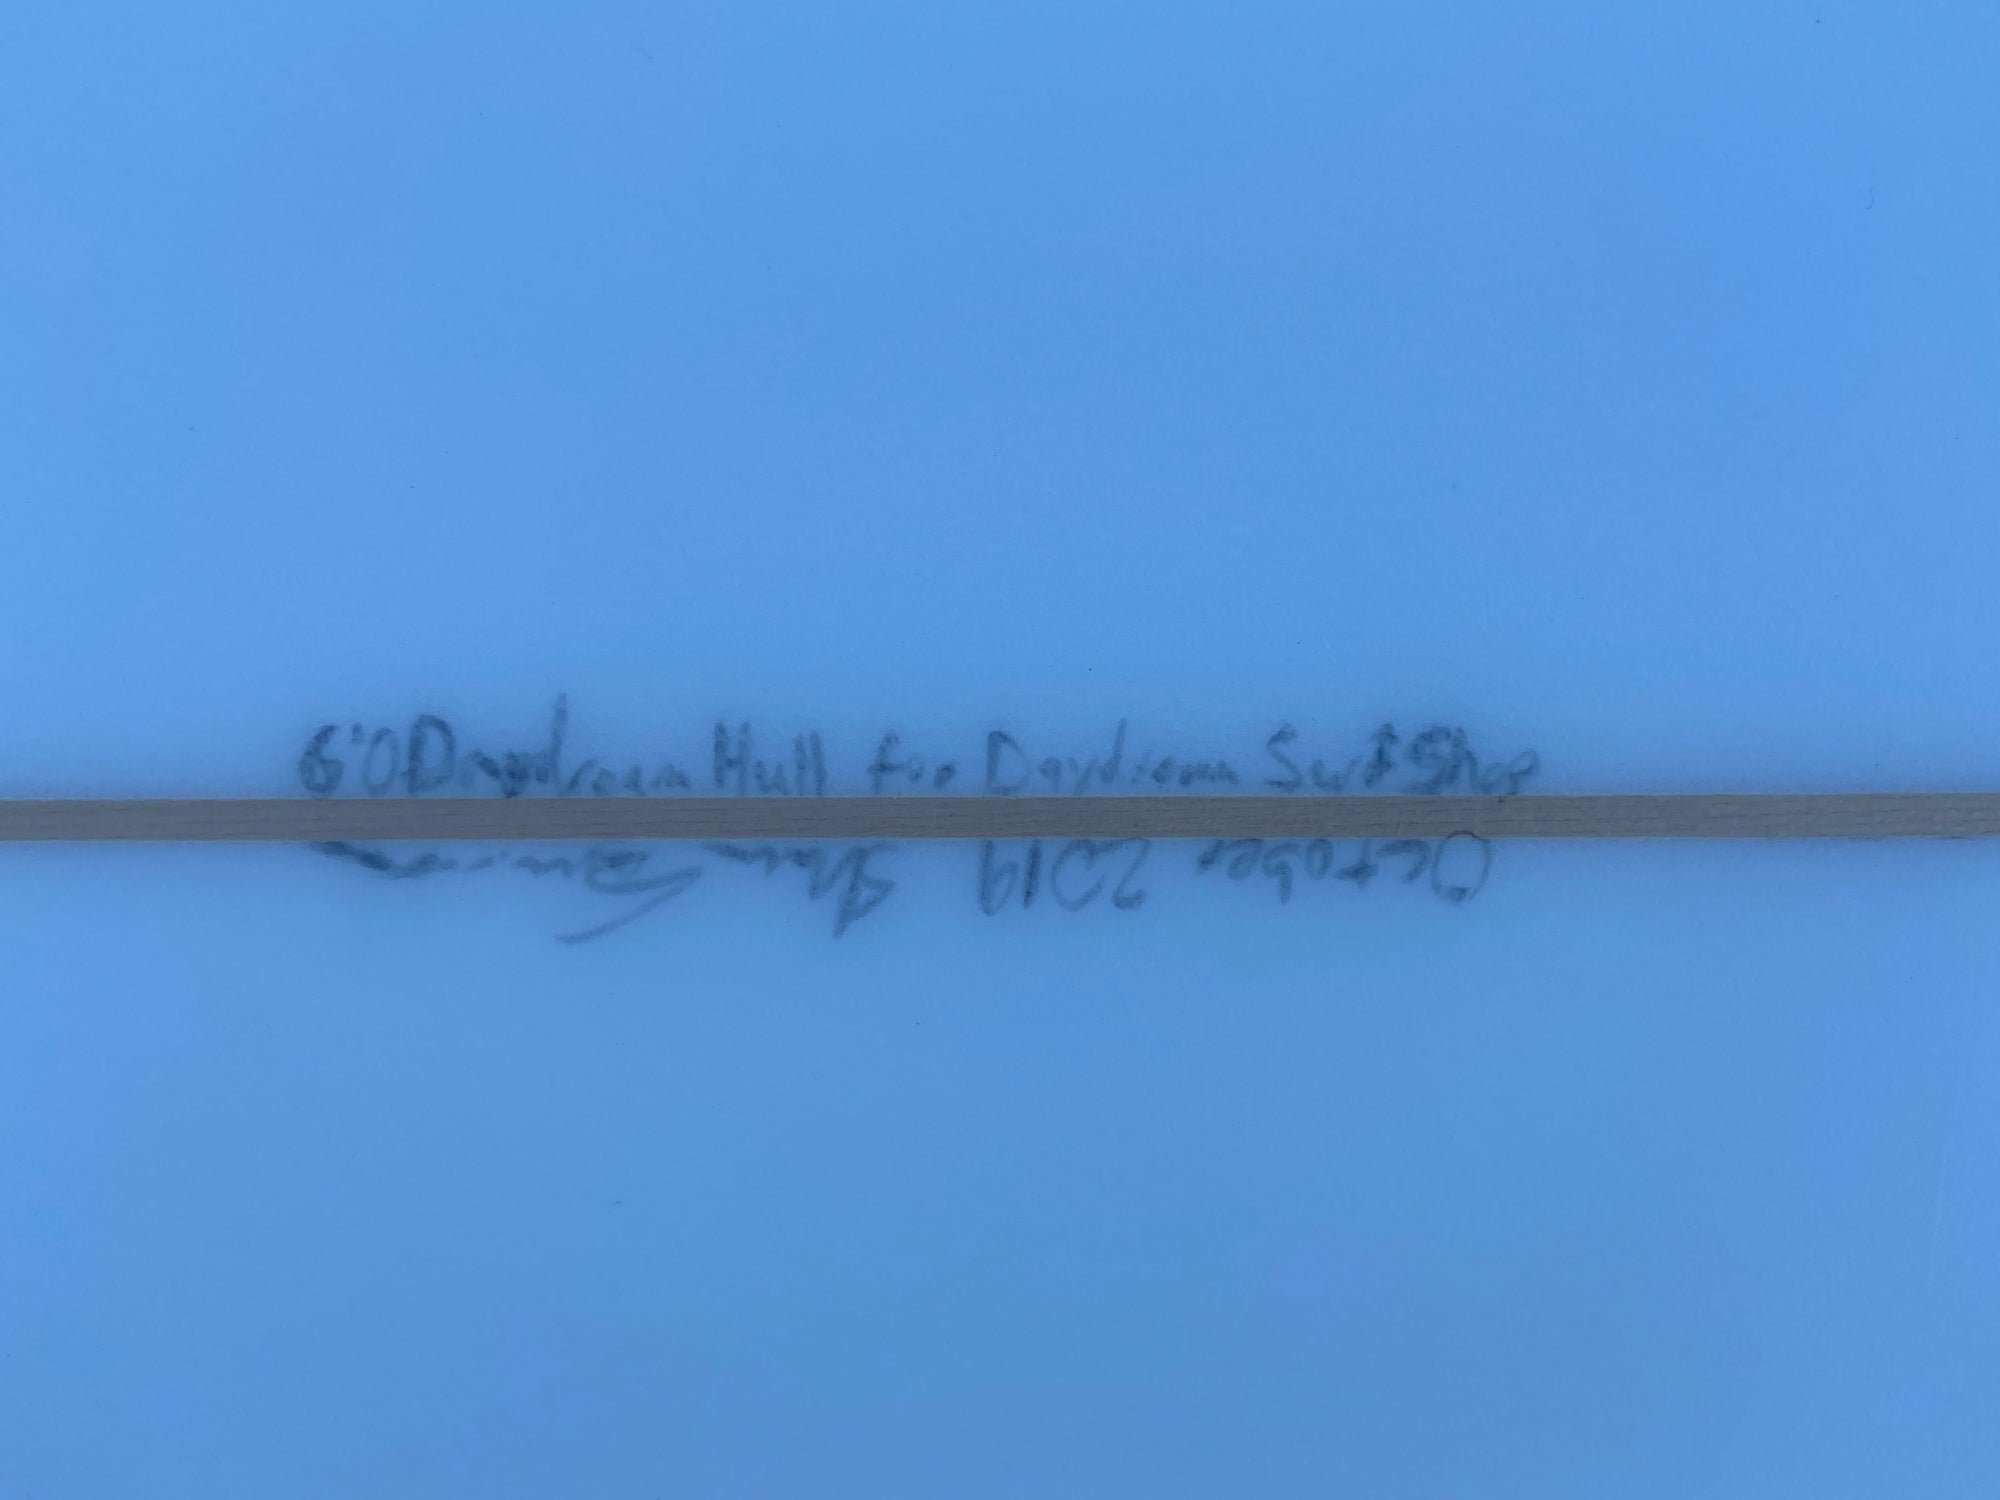 6'0 Daydream Hull for Daydream Surf Shop
October 2019